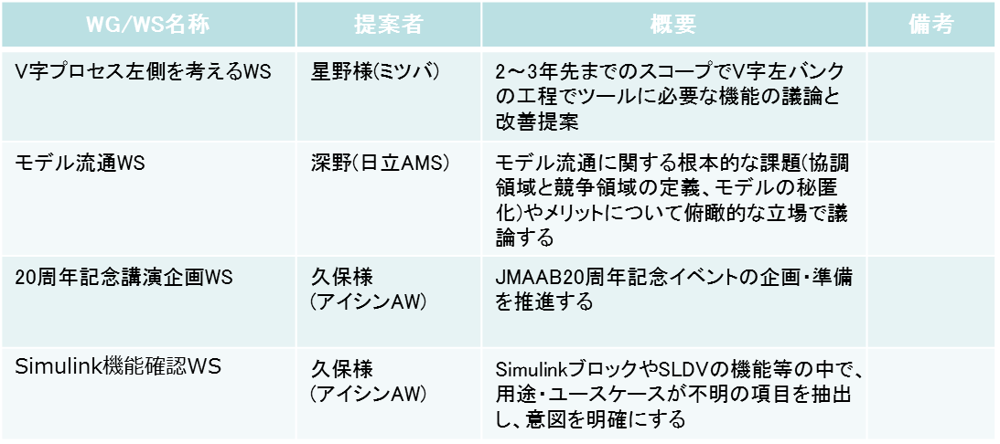 WG/WS名称 提案者 概要 備考
V字プロセス左側を考えるWS 星野様(ミツバ) 2～3年先までのスコープでV字左バンク
の工程でツールに必要な機能の議論と
改善提案
モデル流通WS 深野(日立AMS) モデル流通に関する根本的な課題(協調
領域と競争領域の定義、モデルの秘匿
化)やメリットについて俯瞰的な立場で議
論する
20周年記念講演企画WS 久保様 JMAAB20周年記念イベントの企画・準備
(アイシンAW) を推進する
Simulink機能確認WS 久保様 SimulinkブロックやSLDVの機能等の中で、
(アイシンAW) 用途・ユースケースが不明の項目を抽出
し、意図を明確にする